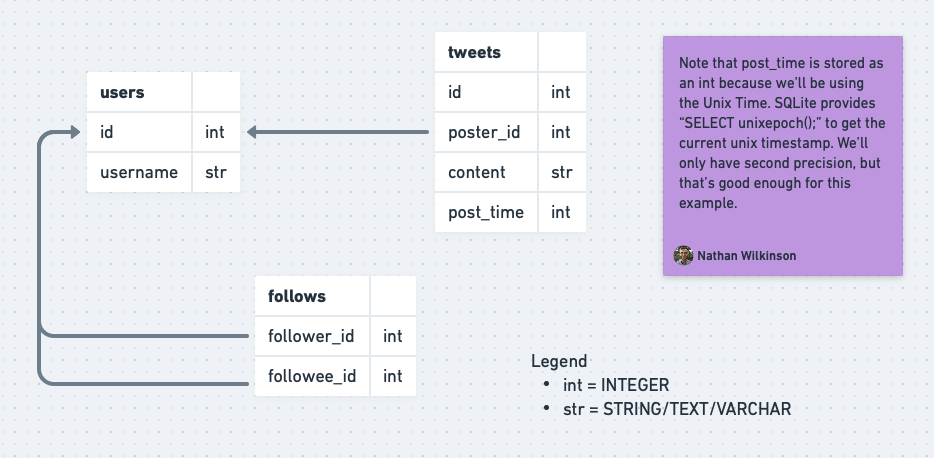 users
id int
username str
tweets
id int
poster_id int
content str
post_time int
Note that post_time is stored as
an int because we'll be using
the Unix Time. SQLite provides
“SELECT unixepoch();” to get the
current unix timestamp. We'll
only have second precision, but
that's good enough for this
example.
Nathan Wilkinson
follows
follower_id int
followee_id int
Legend
• int = INTEGER
• str = STRING/TEXT/VARCHAR